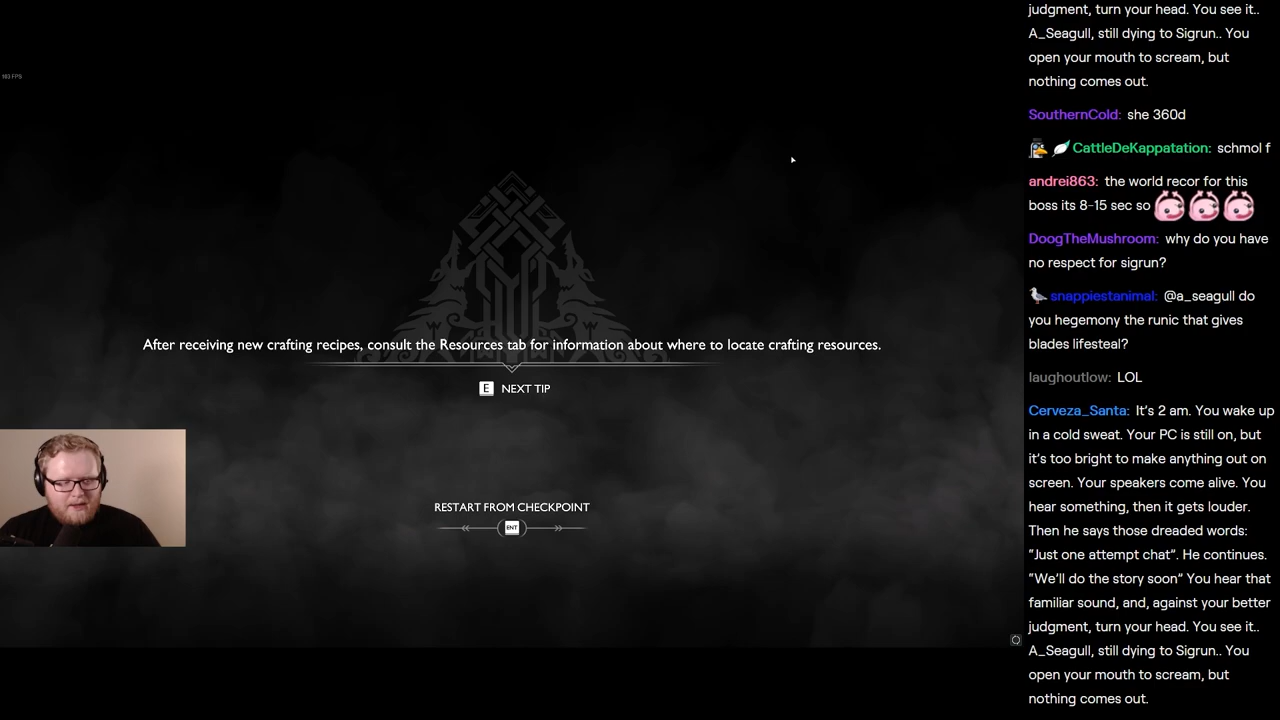 103 FPS
After receiving new crafting recipes, consult the Resources tab for information about where to locate crafting resources.
E NEXT TIP
RESTART FROM CHECKPOINT
ENT
judgment, turn your head. You see it..
A_Seagull, still dying to Sigrun.. You
open your mouth to scream, but
nothing comes out.
SouthernCold: she 360d
CattleDeKappatation: schmol f
andrei863: the world recor for this
boss its 8-15 sec so
DoogTheMushroom: why do you have
no respect for sigrun?
snappiestanimal: @a_seagull do
you hegemony the runic that gives
blades lifesteal?
laughoutlow: LOL
Cerveza_Santa: It’s 2 am. You wake up
in a cold sweat. Your PC is still on, but
it’s too bright to make anything out on
screen. Your speakers come alive. You
hear something, then it gets louder.
Then he says those dreaded words:
“Just one attempt chat”. He continues.
“We’ll do the story soon” You hear that
familiar sound, and, against your better
judgment, turn your head. You see it..
A_Seagull, still dying to Sigrun.. You
open your mouth to scream, but
nothing comes out.